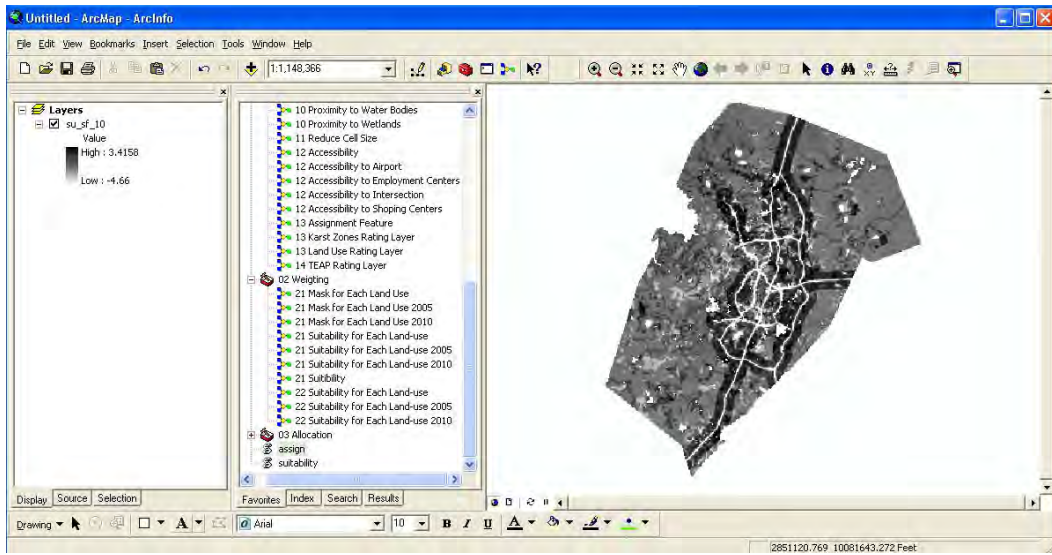 Untitled - ArcMap - ArcInfo
File Edit View Bookmarks Insert Selection Tools Window Help
1:1,148,366
Layers
su_sf_10
Value
High : 3.4158
Low : -4.66
Display Source Selection
10 Proximity to Water Bodies
10 Proximity to Wetlands
11 Reduce Cell Size
12 Accessibility
12 Accessibility to Airport
12 Accessibility to Employment Centers
12 Accessibility to Intersection
12 Accessibility to Shoping Centers
13 Assignment Feature
13 Karst Zones Rating Layer
13 Land Use Rating Layer
14 TEAP Rating Layer
02 Weigting
21 Mask for Each Land Use
21 Mask for Each Land Use 2005
21 Mask for Each Land Use 2010
21 Suitability for Each Land-use
21 Suitability for Each Land-use 2005
21 Suitability for Each Land-use 2010
21 Suitibility
22 Suitability for Each Land-use
22 Suitability for Each Land-use 2005
22 Suitability for Each Land-use 2010
03 Allocation
assign
suitability
Favorites Index Search Results
Drawing A Arial 10 B I U A
2851120.769 10081643.272 Feet